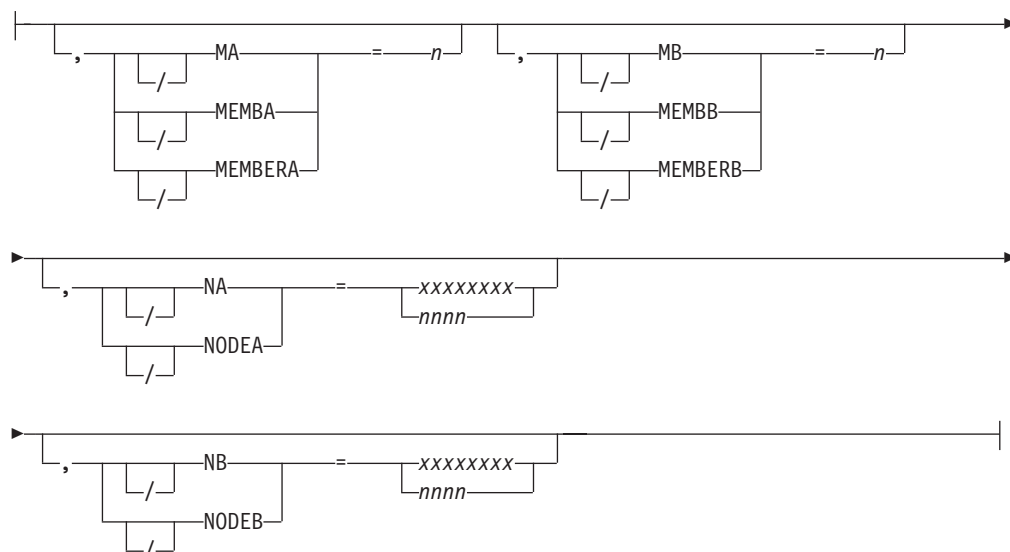 , / MA = n , / MB = n
/ MEMBA / MEMBB
/ MEMBERA / MEMBERB
, / NA = xxxxxxxx
nnnn
/ NODEA
, / NB = xxxxxxxx
nnnn
/ NODEB